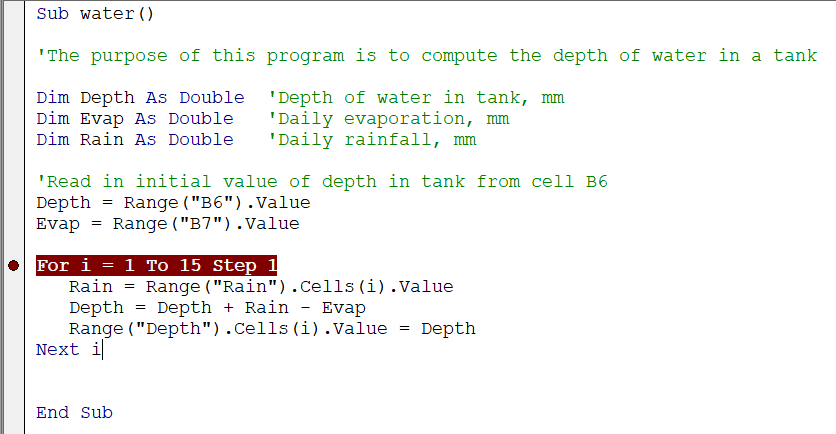 Sub water()
'The purpose of this program is to compute the depth of water in a tank
Dim Depth As Double  'Depth of water in tank, mm
Dim Evap As Double   'Daily evaporation, mm
Dim Rain As Double   'Daily rainfall, mm
'Read in initial value of depth in tank from cell B6
Depth = Range("B6").Value
Evap = Range("B7").Value
For i = 1 To 15 Step 1
   Rain = Range("Rain").Cells(i).Value
   Depth = Depth + Rain - Evap
   Range("Depth").Cells(i).Value = Depth
Next i
End Sub